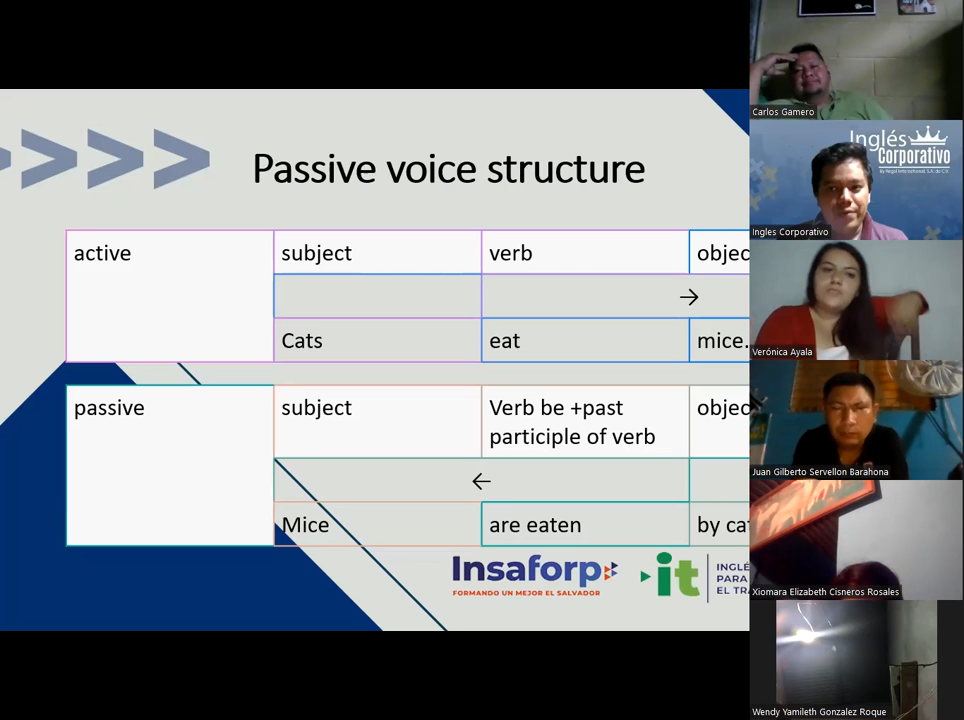 Passive voice structure
active
subject
verb
objec
→
Cats
eat
mice.
passive
subject
Verb be +past
participle of verb
objec
←
Mice
are eaten
by cat
Insaforp
FORMANDO UN MEJOR EL SALVADOR
it
INGLÉ
PARA
EL TR
Carlos Gamero
Inglés
Corporativo
Ingles Corporativo
Verónica Ayala
Juan Gilberto Servellon Barahona
Xiomara Elizabeth Cisneros Rosales
Wendy Yamileth Gonzalez Roque